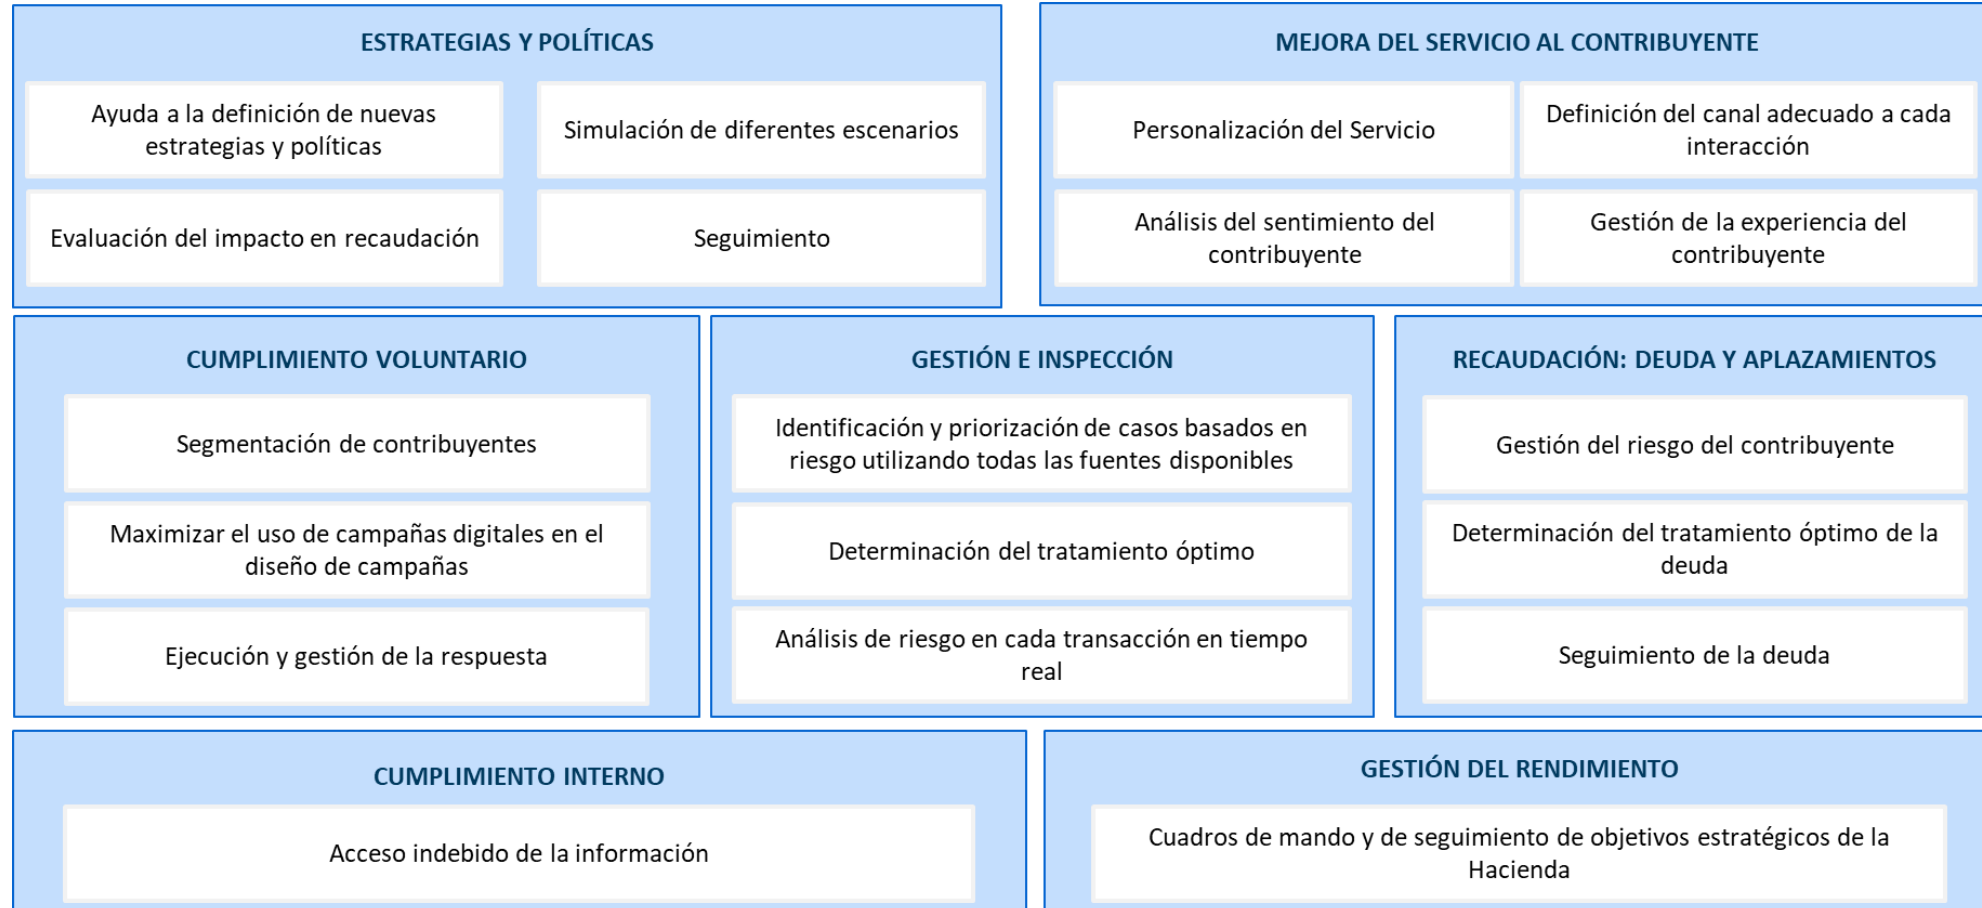 ESTRATEGIAS Y POLÍTICAS
Ayuda a la definición de nuevas
estrategias y políticas
Simulación de diferentes escenarios
Evaluación del impacto en recaudación
Seguimiento
MEJORA DEL SERVICIO AL CONTRIBUYENTE
Personalización del Servicio
Definición del canal adecuado a cada
interacción
Análisis del sentimiento del
contribuyente
Gestión de la experiencia del
contribuyente
CUMPLIMIENTO VOLUNTARIO
Segmentación de contribuyentes
Maximizar el uso de campañas digitales en el
diseño de campañas
Ejecución y gestión de la respuesta
GESTIÓN E INSPECCIÓN
Identificación y priorización de casos basados en
riesgo utilizando todas las fuentes disponibles
Determinación del tratamiento óptimo
Análisis de riesgo en cada transacción en tiempo
real
RECAUDACIÓN: DEUDA Y APLAZAMIENTOS
Gestión del riesgo del contribuyente
Determinación del tratamiento óptimo de la
deuda
Seguimiento de la deuda
CUMPLIMIENTO INTERNO
Acceso indebido de la información
GESTIÓN DEL RENDIMIENTO
Cuadros de mando y de seguimiento de objetivos estratégicos de la
Hacienda